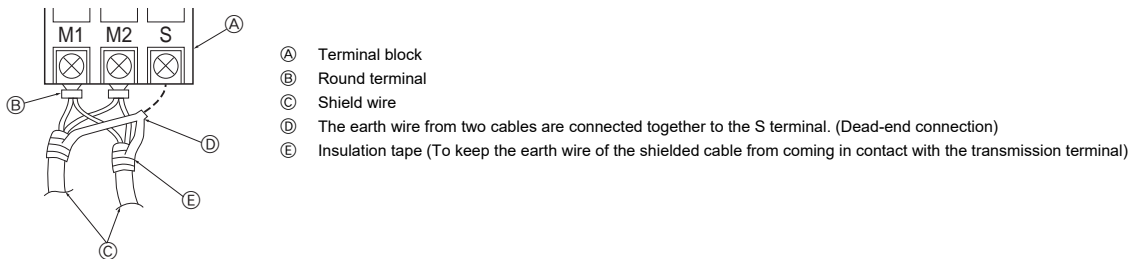 M1 M2 S
Ⓐ
Ⓑ
Ⓓ
Ⓔ
Ⓒ
Ⓐ Terminal block
Ⓑ Round terminal
Ⓒ Shield wire
Ⓓ The earth wire from two cables are connected together to the S terminal. (Dead-end connection)
Ⓔ Insulation tape (To keep the earth wire of the shielded cable from coming in contact with the transmission terminal)